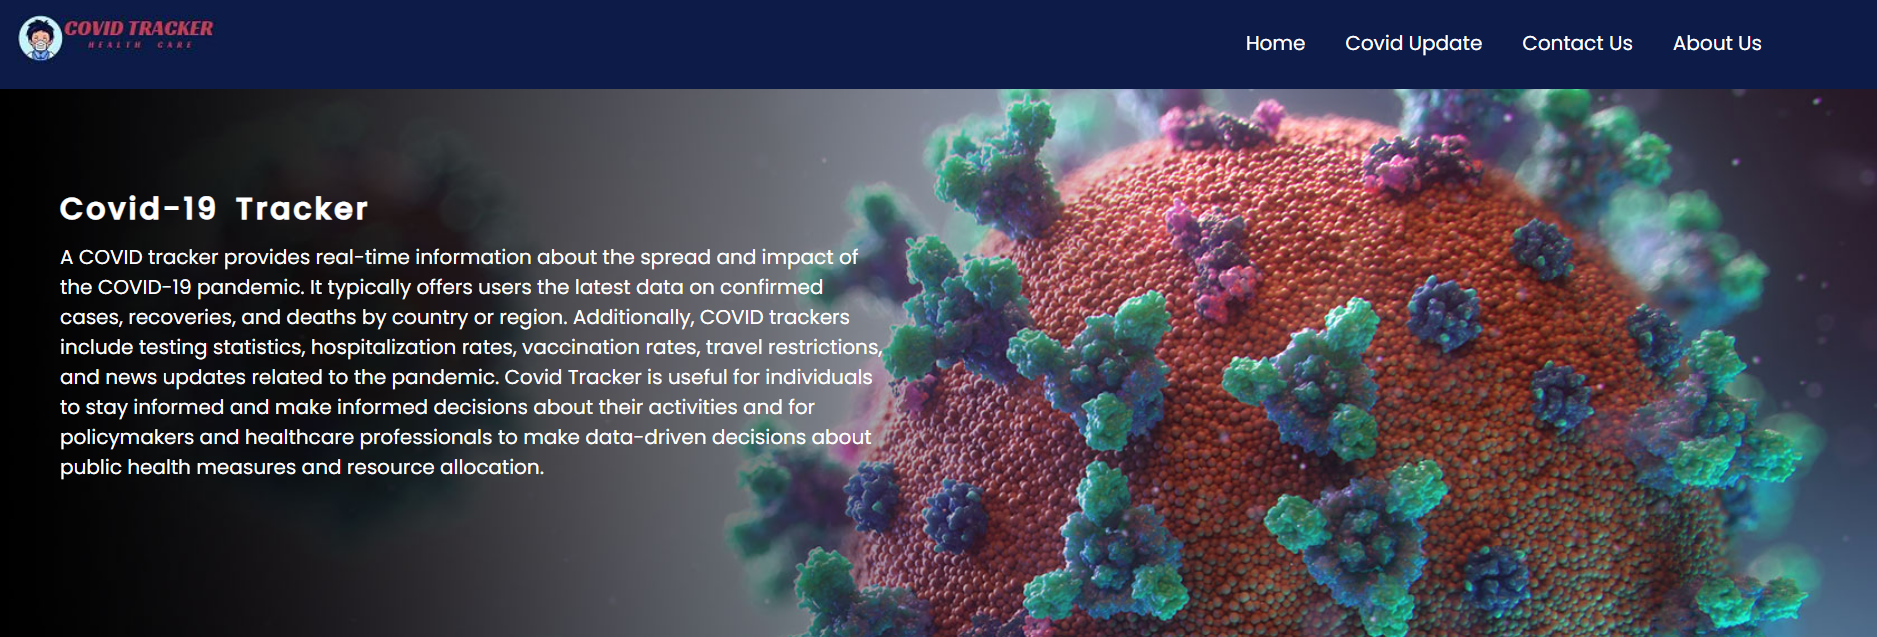 COVID TRACKER
HEALTH CARE
Home Covid Update Contact Us About Us
Covid-19 Tracker
A COVID tracker provides real-time information about the spread and impact of
the COVID-19 pandemic. It typically offers users the latest data on confirmed
cases, recoveries, and deaths by country or region. Additionally, COVID trackers
include testing statistics, hospitalization rates, vaccination rates, travel restrictions,
and news updates related to the pandemic. Covid Tracker is useful for individuals
to stay informed and make informed decisions about their activities and for
policymakers and healthcare professionals to make data-driven decisions about
public health measures and resource allocation.